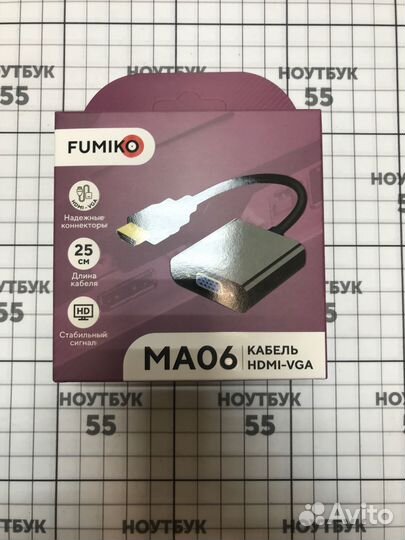 НОУТБУК
55
НОУТБУК
55
FUMIKO
HDMI - VGA
Надежные
коннекторы
25
СМ
Длина
кабеля
HD
Стабильный
сигнал
MA06
КАБЕЛЬ
HDMI-VGA
НОУТБУК
55
НОУТБУК
55
НОУТБУК
НОУТБУК
55
Avito